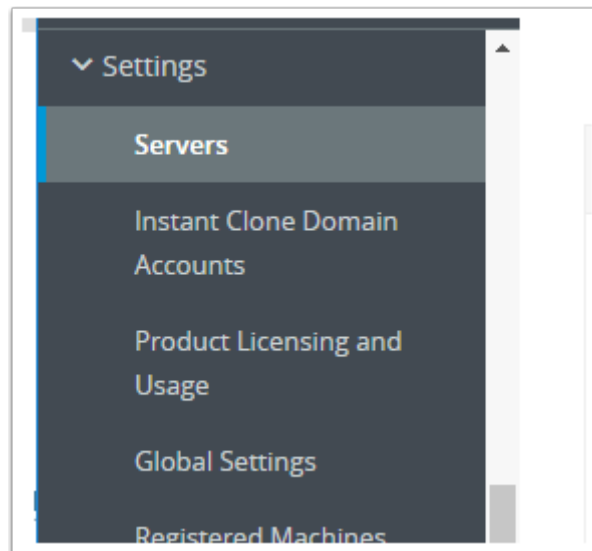 Settings
Servers
Instant Clone Domain
Accounts
Product Licensing and
Usage
Global Settings
Registered Machines